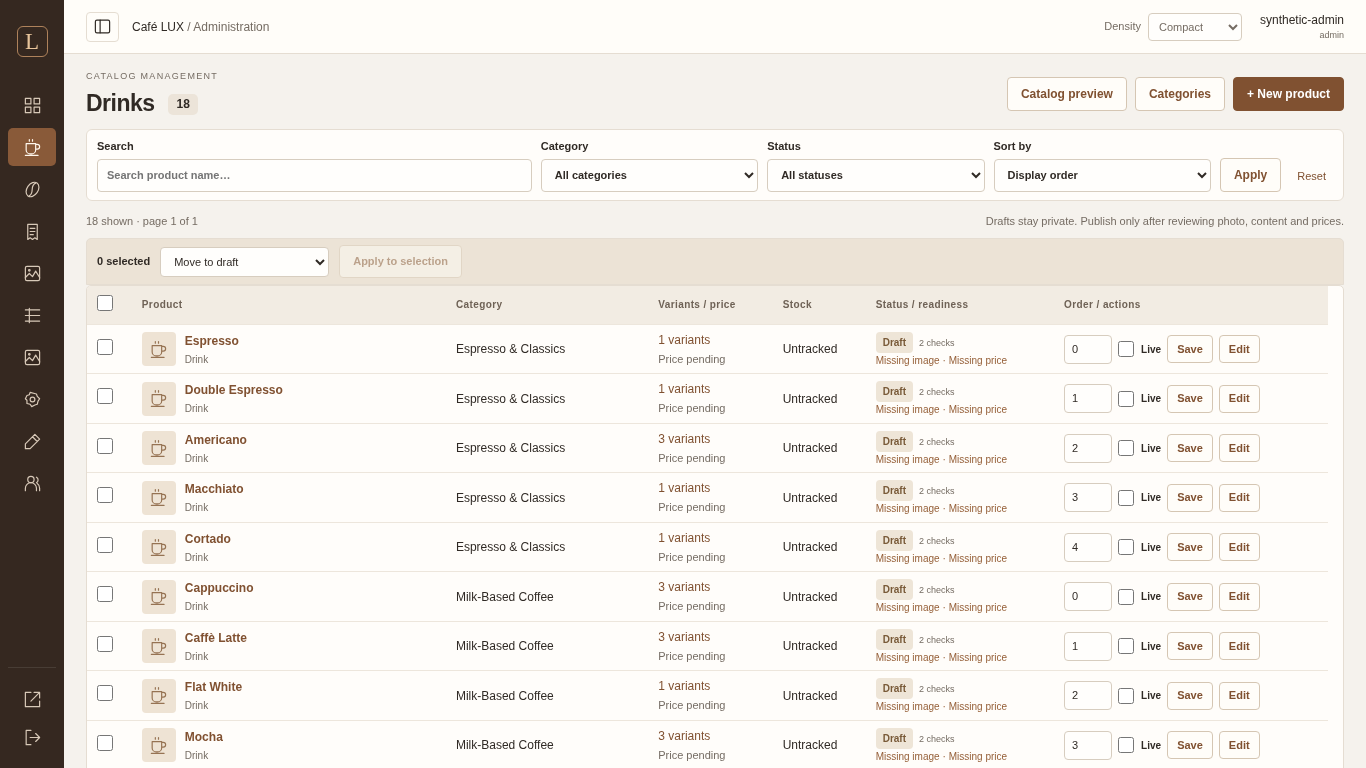 L
Café LUX / Administration
Density
Compact
synthetic-admin
admin
CATALOG MANAGEMENT
Drinks 18
Catalog preview
Categories
+ New product
Search
Category
Status
Sort by
Search product name…
All categories
All statuses
Display order
Apply
Reset
18 shown · page 1 of 1
Drafts stay private. Publish only after reviewing photo, content and prices.
0 selected
Move to draft
Apply to selection
Product Category Variants / price Stock Status / readiness Order / actions
Espresso
Drink
Espresso & Classics
1 variants
Price pending
Untracked
Draft 2 checks
Missing image · Missing price
0 Live Save Edit
Double Espresso
Drink
Espresso & Classics
1 variants
Price pending
Untracked
Draft 2 checks
Missing image · Missing price
1 Live Save Edit
Americano
Drink
Espresso & Classics
3 variants
Price pending
Untracked
Draft 2 checks
Missing image · Missing price
2 Live Save Edit
Macchiato
Drink
Espresso & Classics
1 variants
Price pending
Untracked
Draft 2 checks
Missing image · Missing price
3 Live Save Edit
Cortado
Drink
Espresso & Classics
1 variants
Price pending
Untracked
Draft 2 checks
Missing image · Missing price
4 Live Save Edit
Cappuccino
Drink
Milk-Based Coffee
3 variants
Price pending
Untracked
Draft 2 checks
Missing image · Missing price
0 Live Save Edit
Caffè Latte
Drink
Milk-Based Coffee
3 variants
Price pending
Untracked
Draft 2 checks
Missing image · Missing price
1 Live Save Edit
Flat White
Drink
Milk-Based Coffee
1 variants
Price pending
Untracked
Draft 2 checks
Missing image · Missing price
2 Live Save Edit
Mocha
Drink
Milk-Based Coffee
3 variants
Price pending
Untracked
Draft 2 checks
Missing image · Missing price
3 Live Save Edit